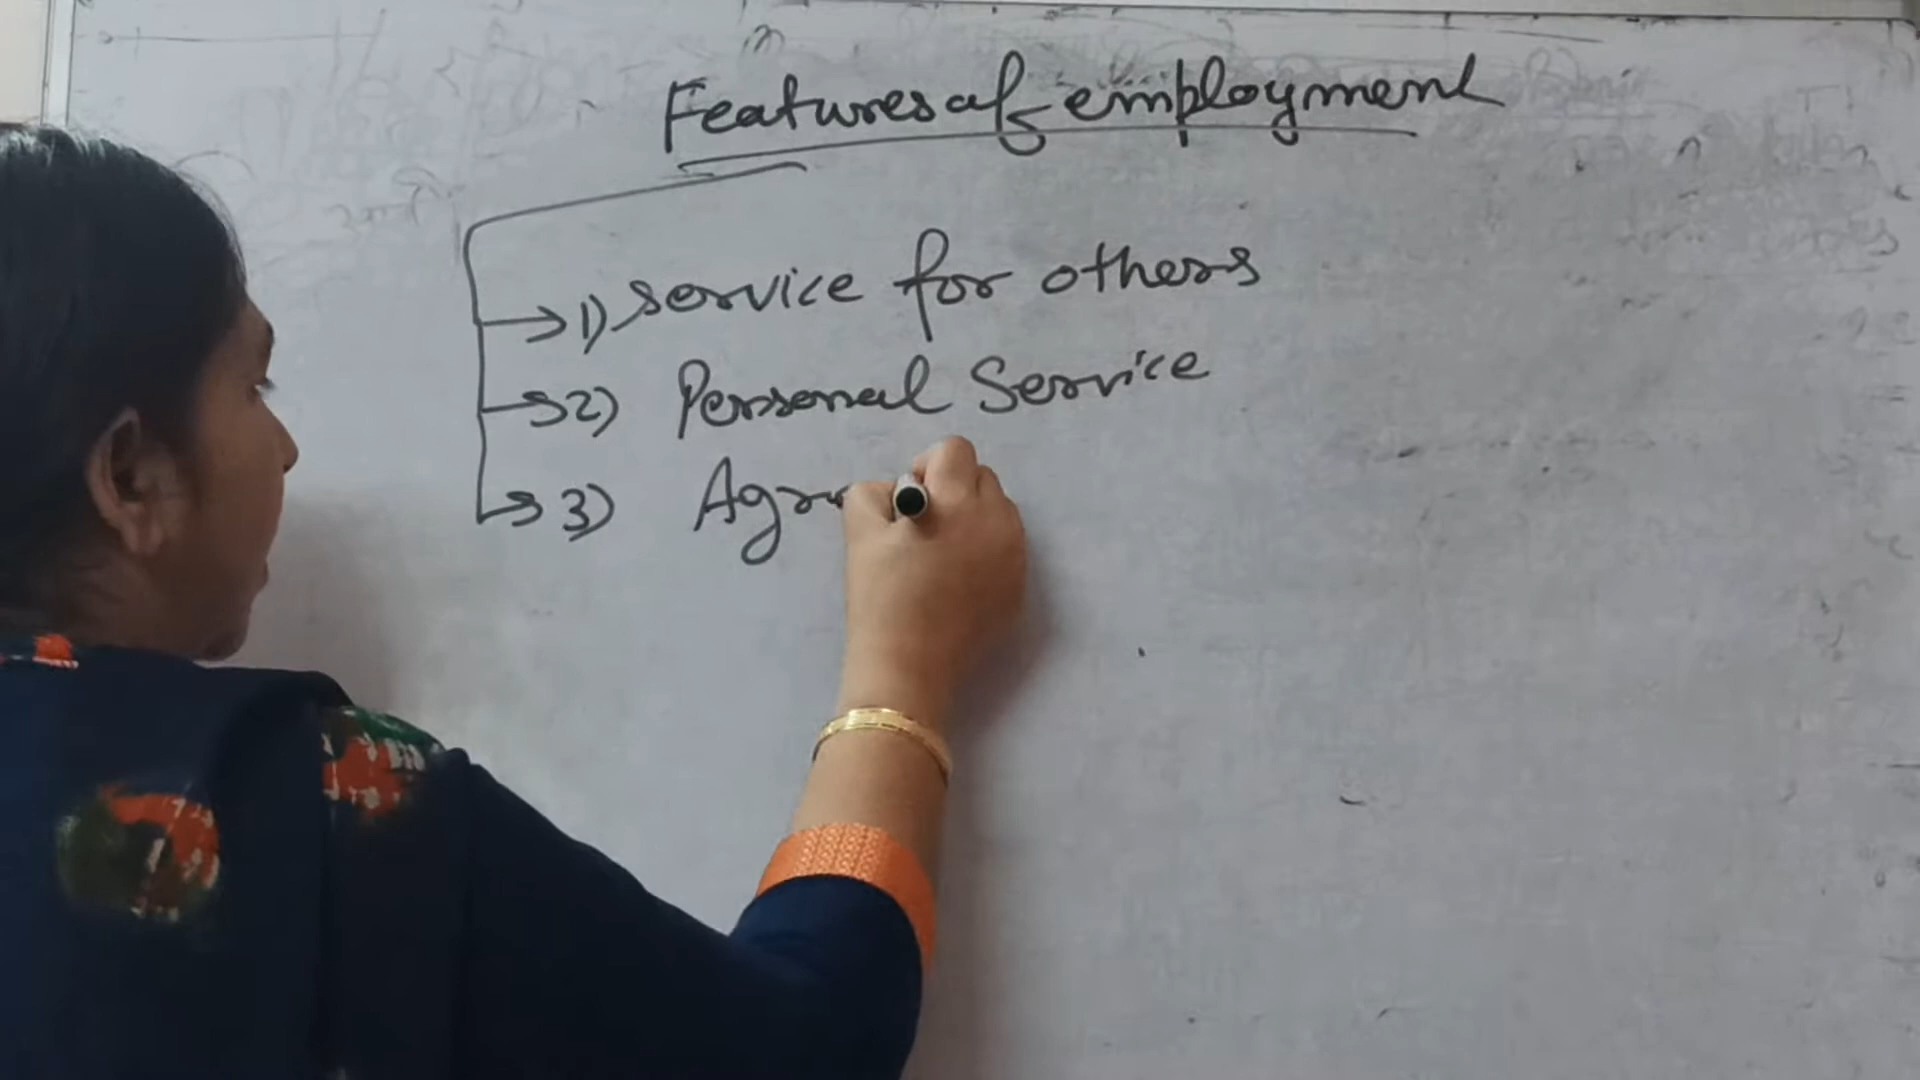 Features of employment
1) service for others
2) Personal Service
3) Agr